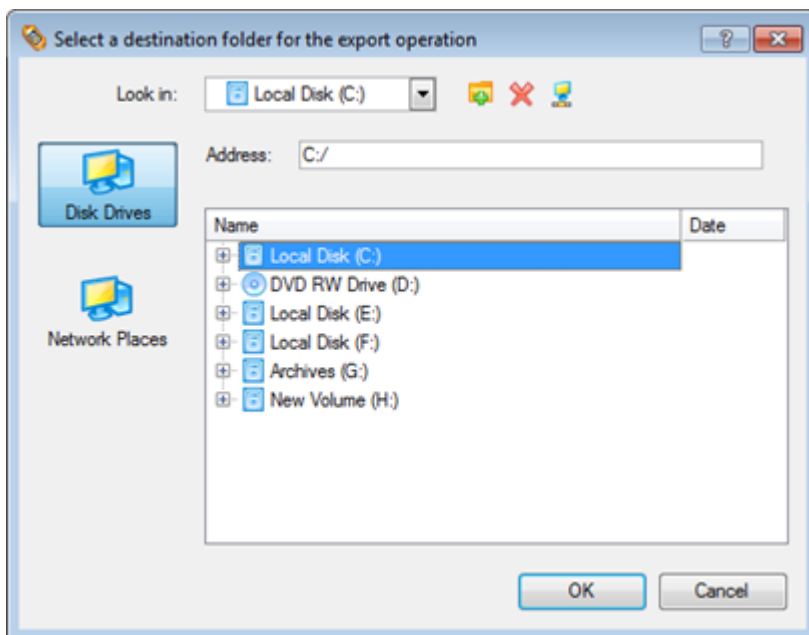 Select a destination folder for the export operation
Look in: Local Disk (C:)
Address: C:/
Disk Drives
Network Places
Name Date
Local Disk (C:)
DVD RW Drive (D:)
Local Disk (E:)
Local Disk (F:)
Archives (G:)
New Volume (H:)
OK Cancel